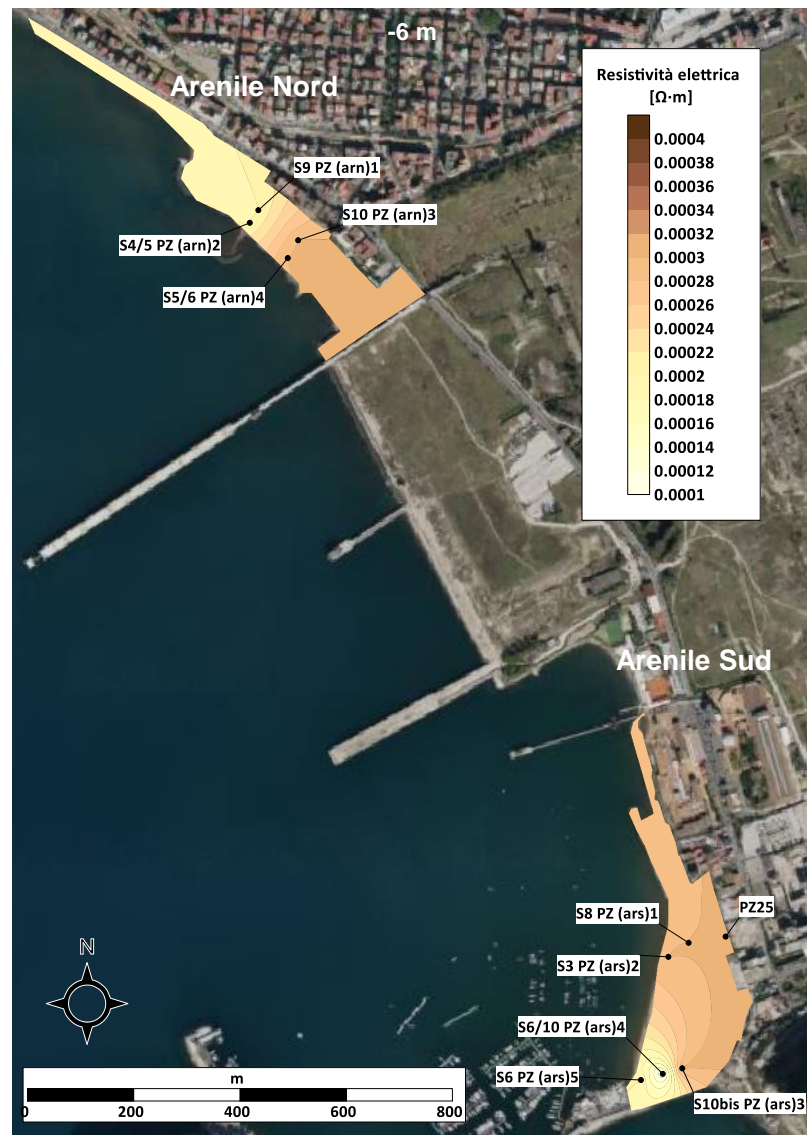 -6 m
Arenile Nord
Resistività elettrica
[Ω·m]
0.0004
0.00038
0.00036
0.00034
0.00032
0.0003
0.00028
0.00026
0.00024
0.00022
0.0002
0.00018
0.00016
0.00014
0.00012
0.0001
S9 PZ (arn)1
S10 PZ (arn)3
S4/5 PZ (arn)2
S5/6 PZ (arn)4
Arenile Sud
S8 PZ (ars)1
PZ25
S3 PZ (ars)2
S6/10 PZ (ars)4
S6 PZ (ars)5
S10bis PZ (ars)3
N
m
0 200 400 600 800